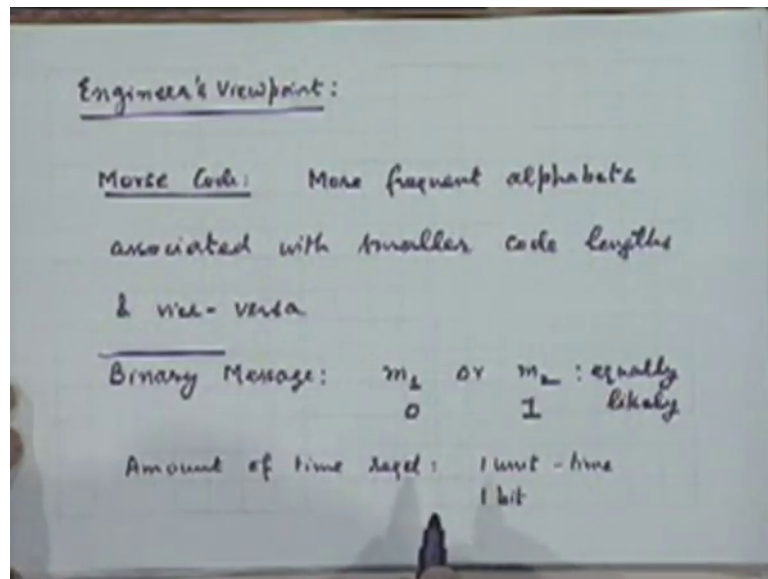 Engineer's Viewpoint:
Morse Code: More frequent alphabets
associated with smaller code lengths
& vice-versa
Binary Message: m₁ or m₂ : equally
0 1 likely
Amount of time reqd: 1 unit-time
1 bit